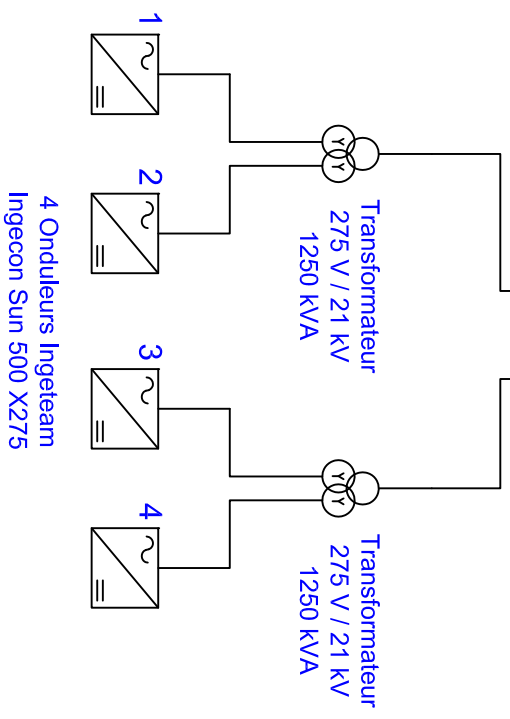 1
2
3
4
Transformateur
275 V / 21 kV
1250 kVA
Transformateur
275 V / 21 kV
1250 kVA
Y
Y
Y
Y
4 Onduleurs Ingeteam
Ingecon Sun 500 X275